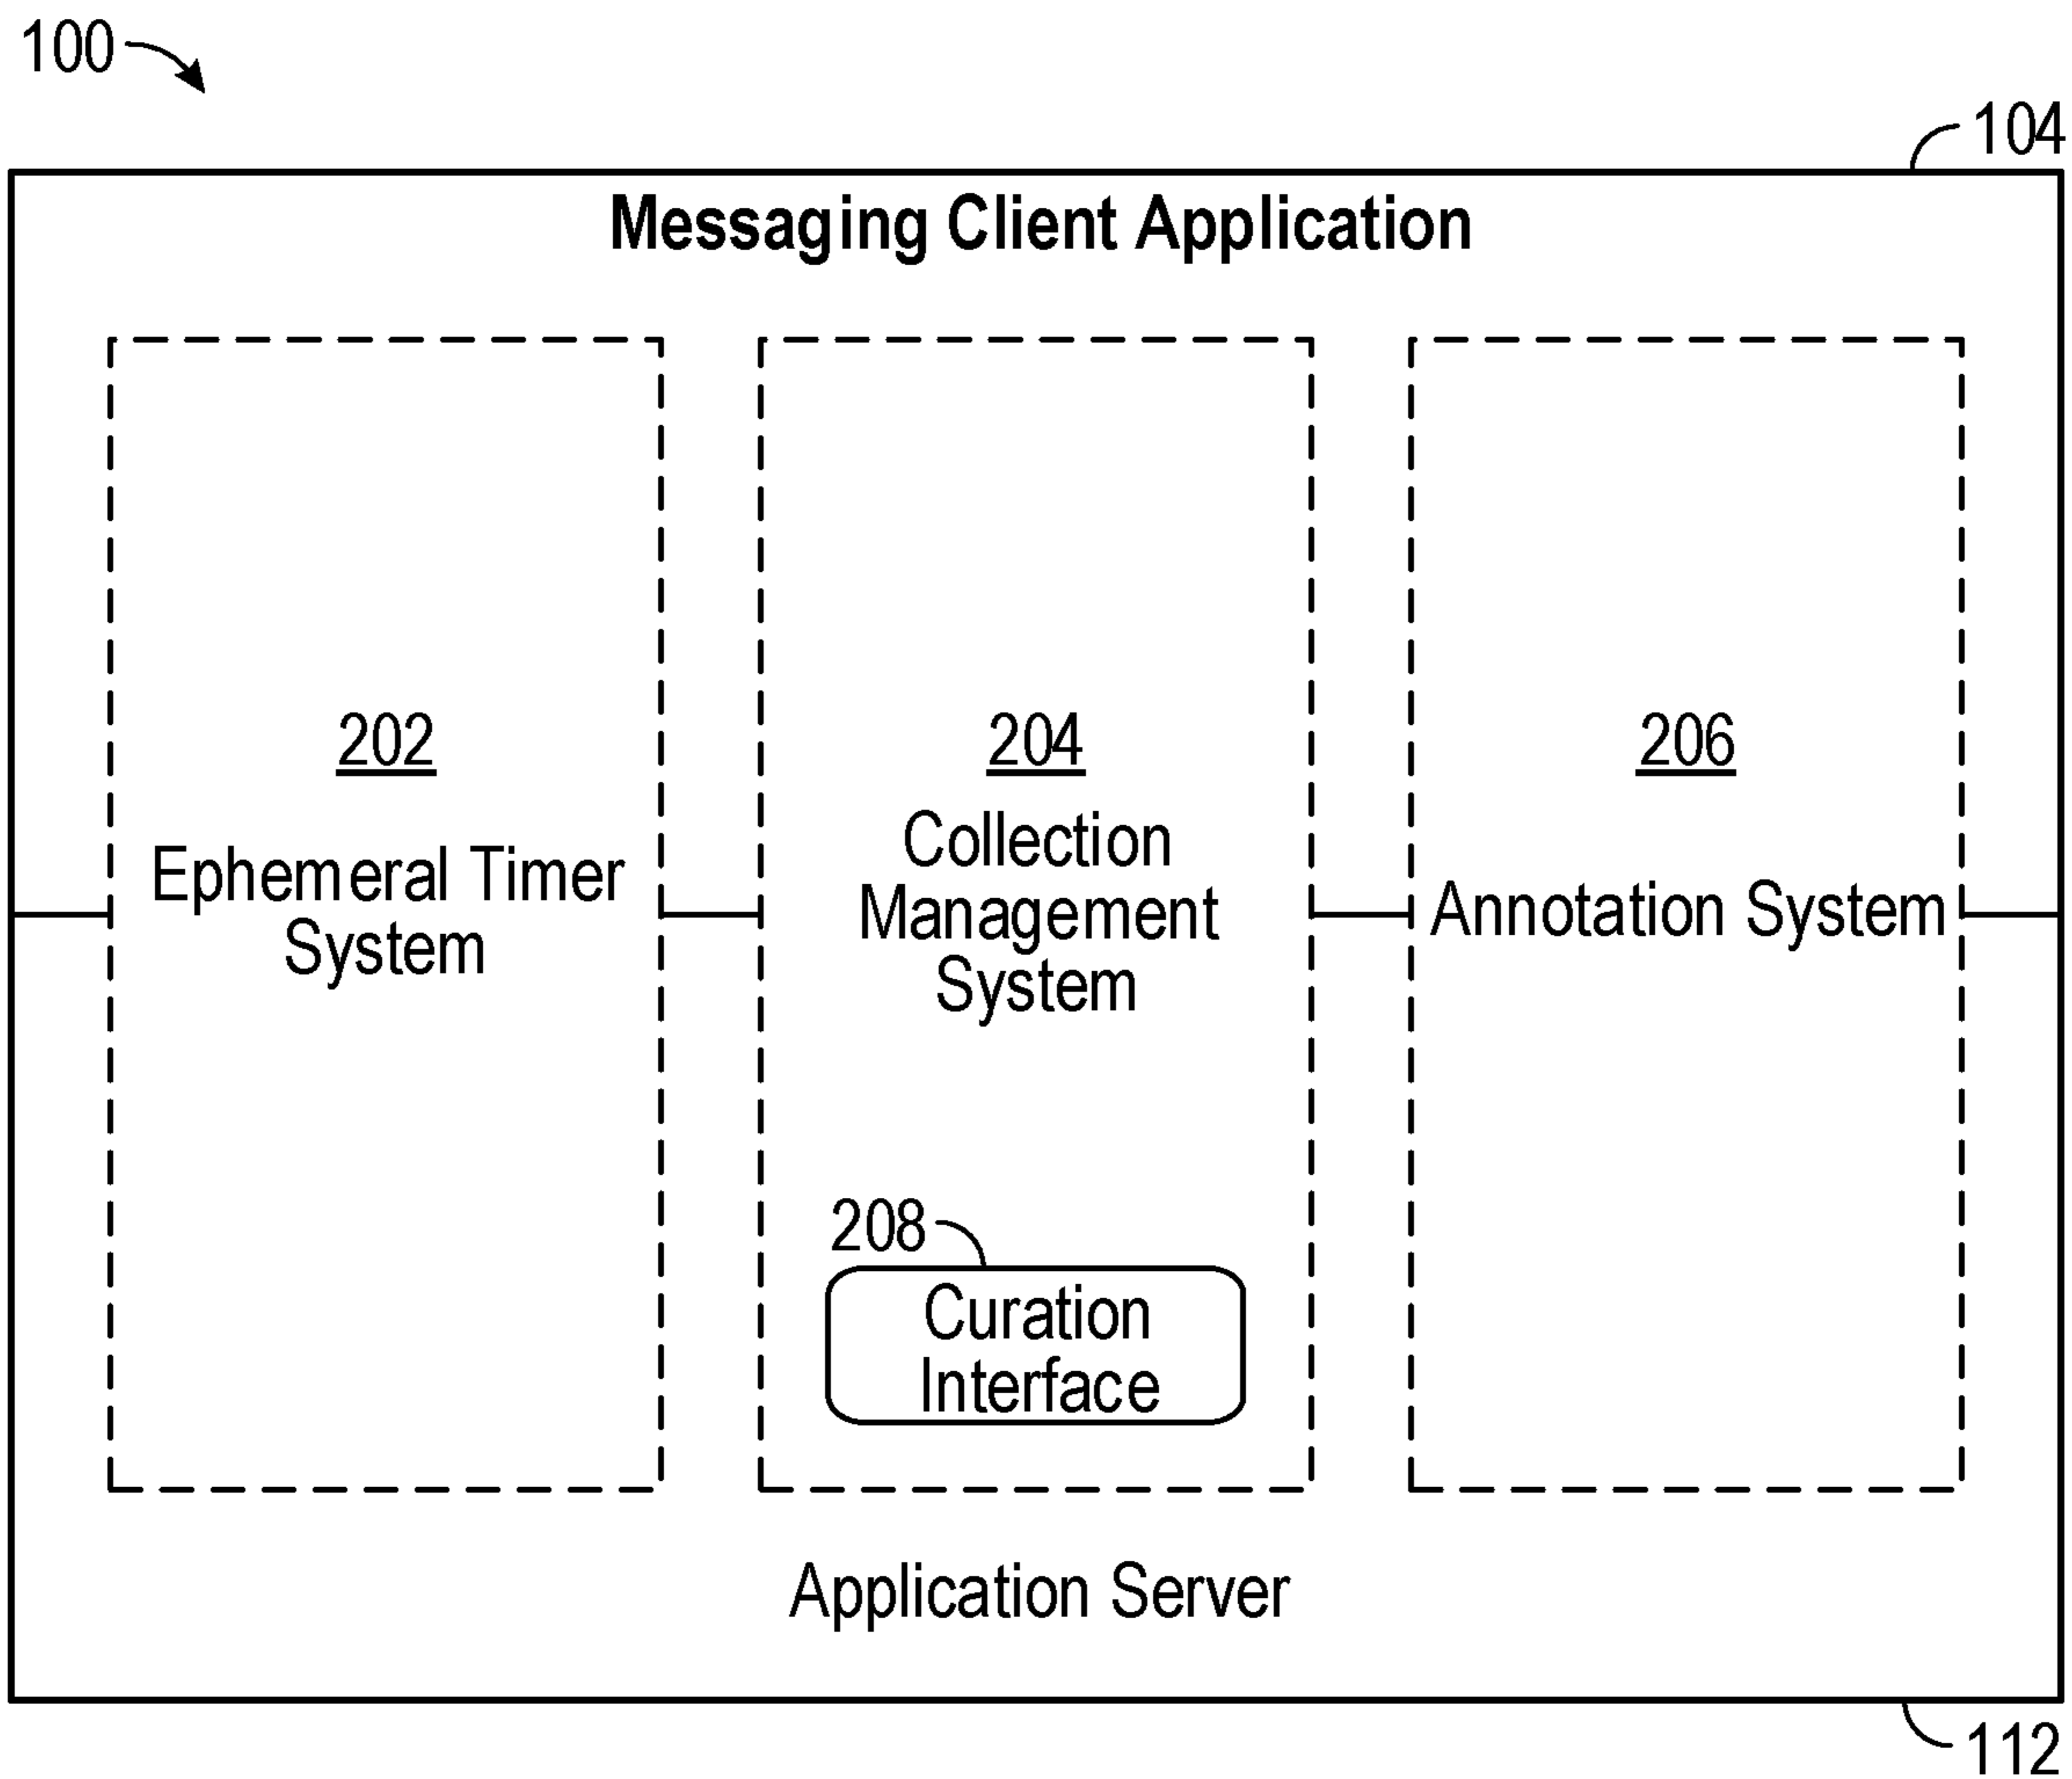 100
104
Messaging Client Application
202
Ephemeral Timer
System
204
Collection
Management
System
208
Curation
Interface
206
Annotation System
Application Server
112